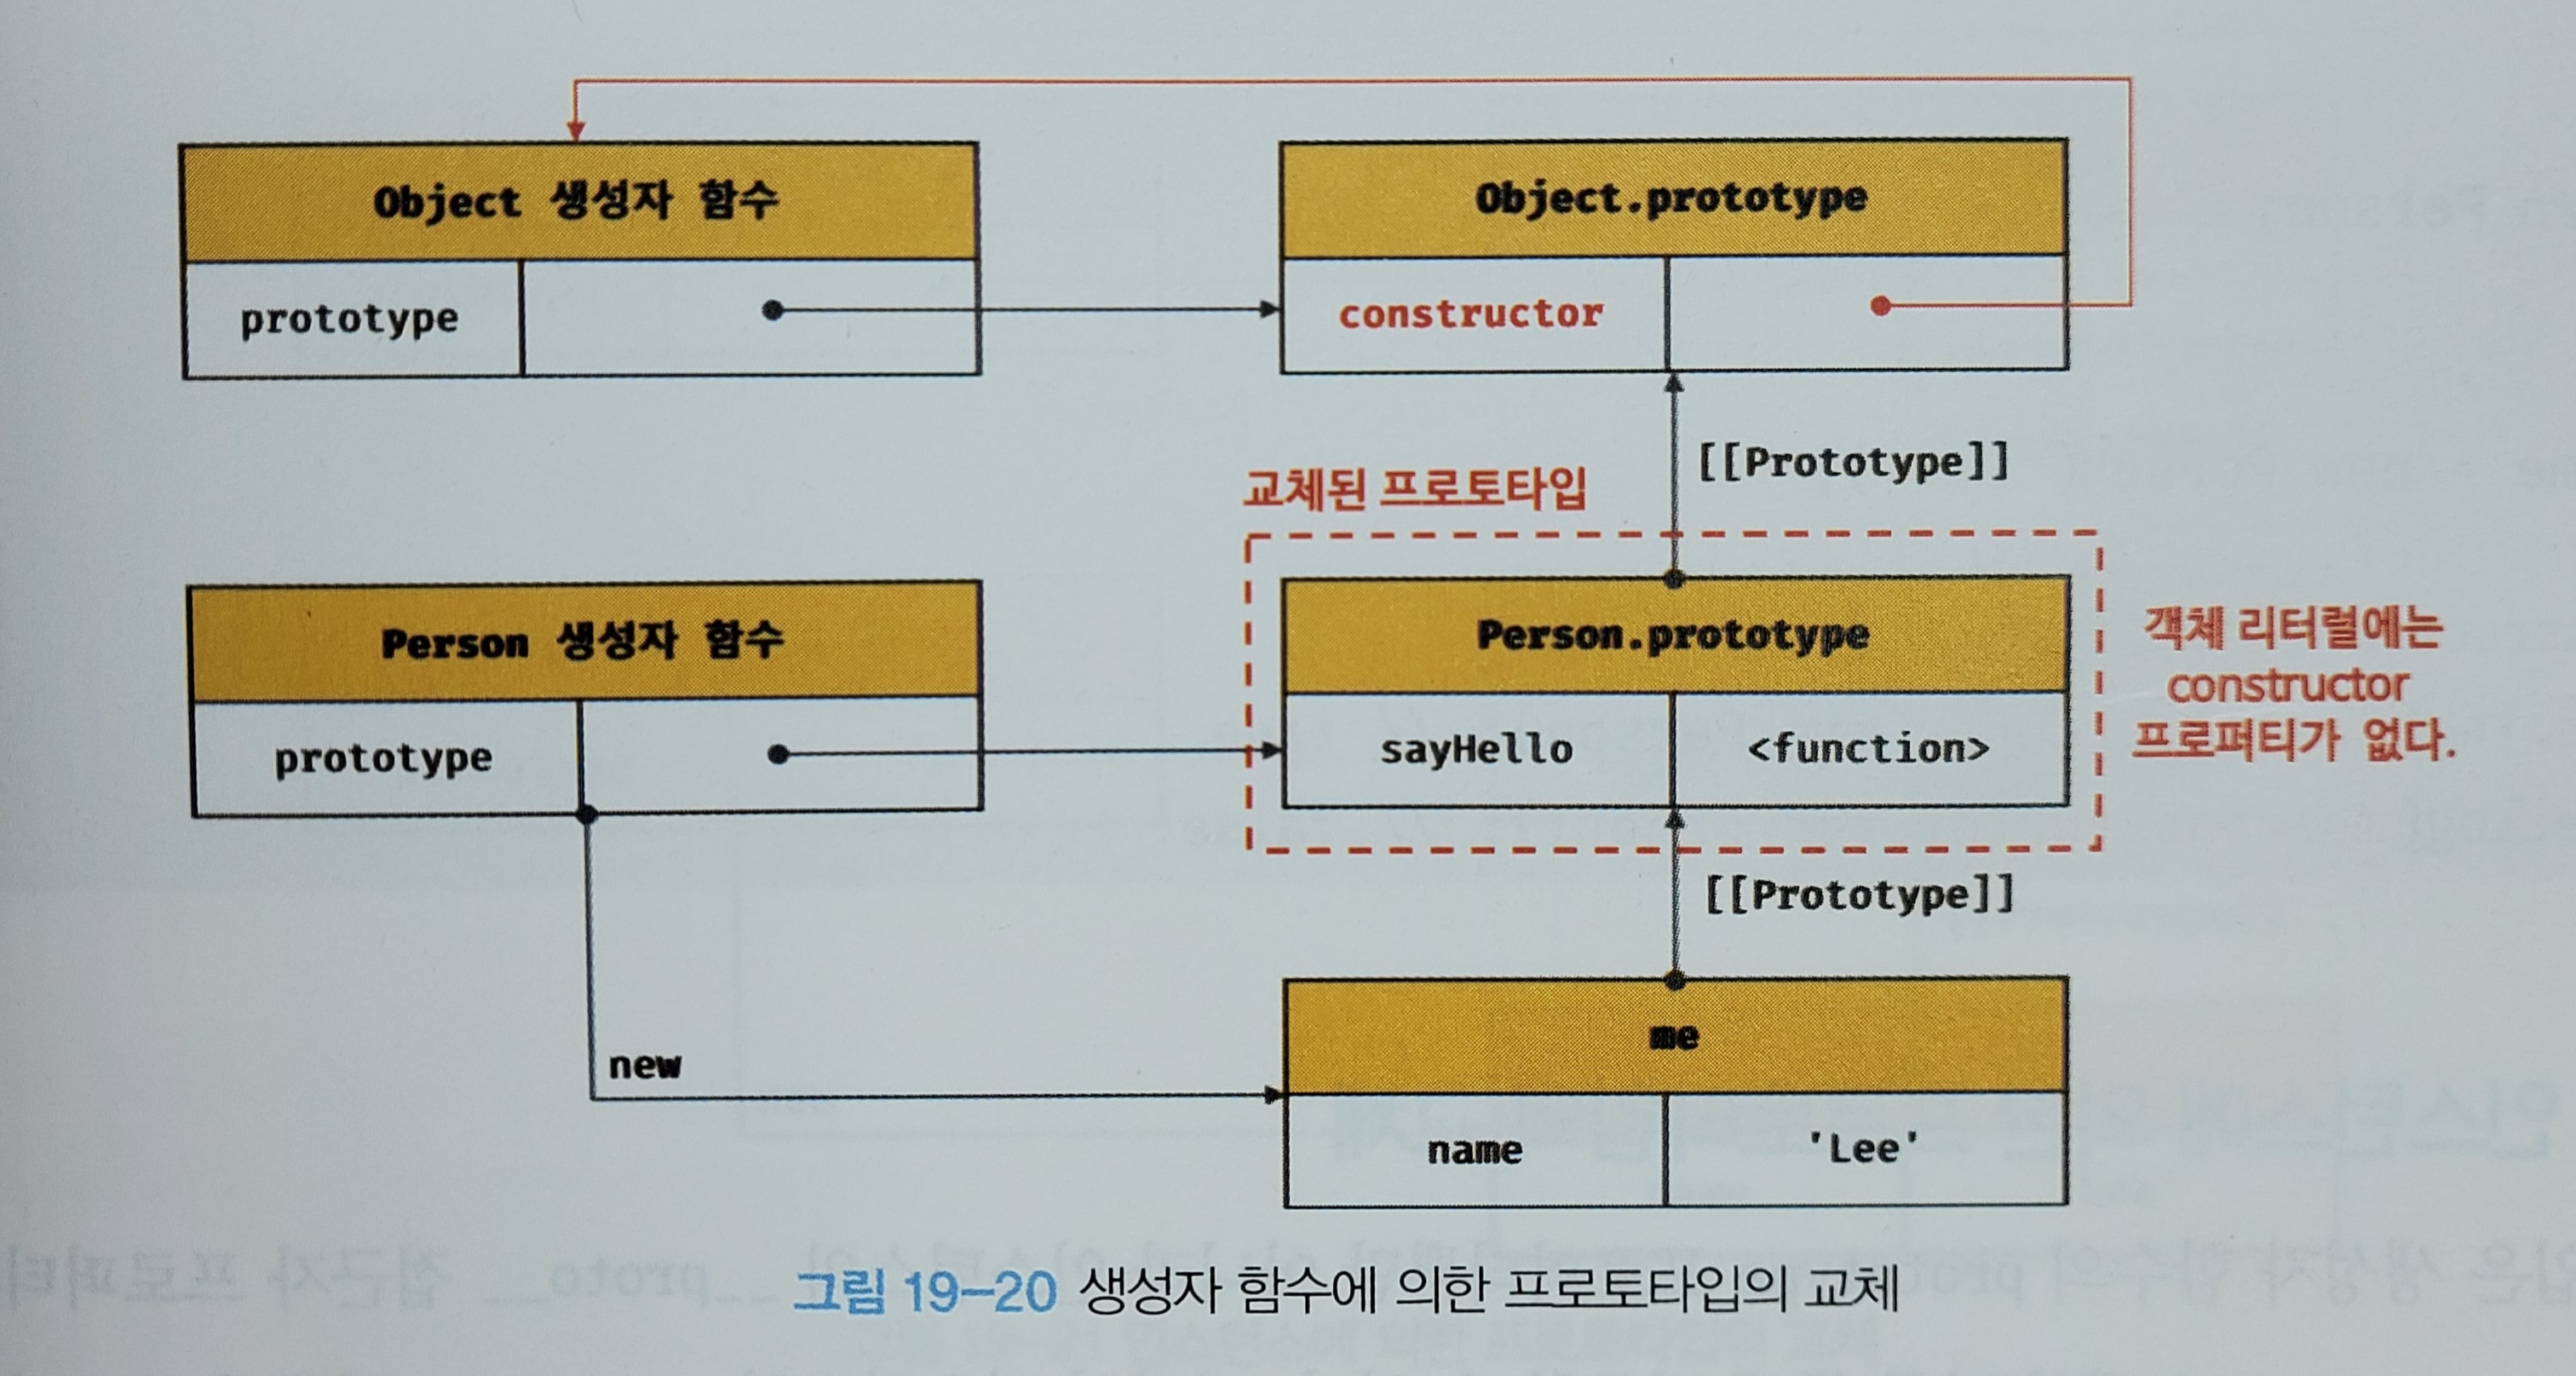 Object 생성자 함수
prototype
Object.prototype
constructor
[[Prototype]]
교체된 프로토타입
Person 생성자 함수
prototype
Person.prototype
sayHello
<function>
객체 리터럴에는
constructor
프로퍼티가 없다.
[[Prototype]]
new
me
name
'Lee'
그림 19-20 생성자 함수에 의한 프로토타입의 교체